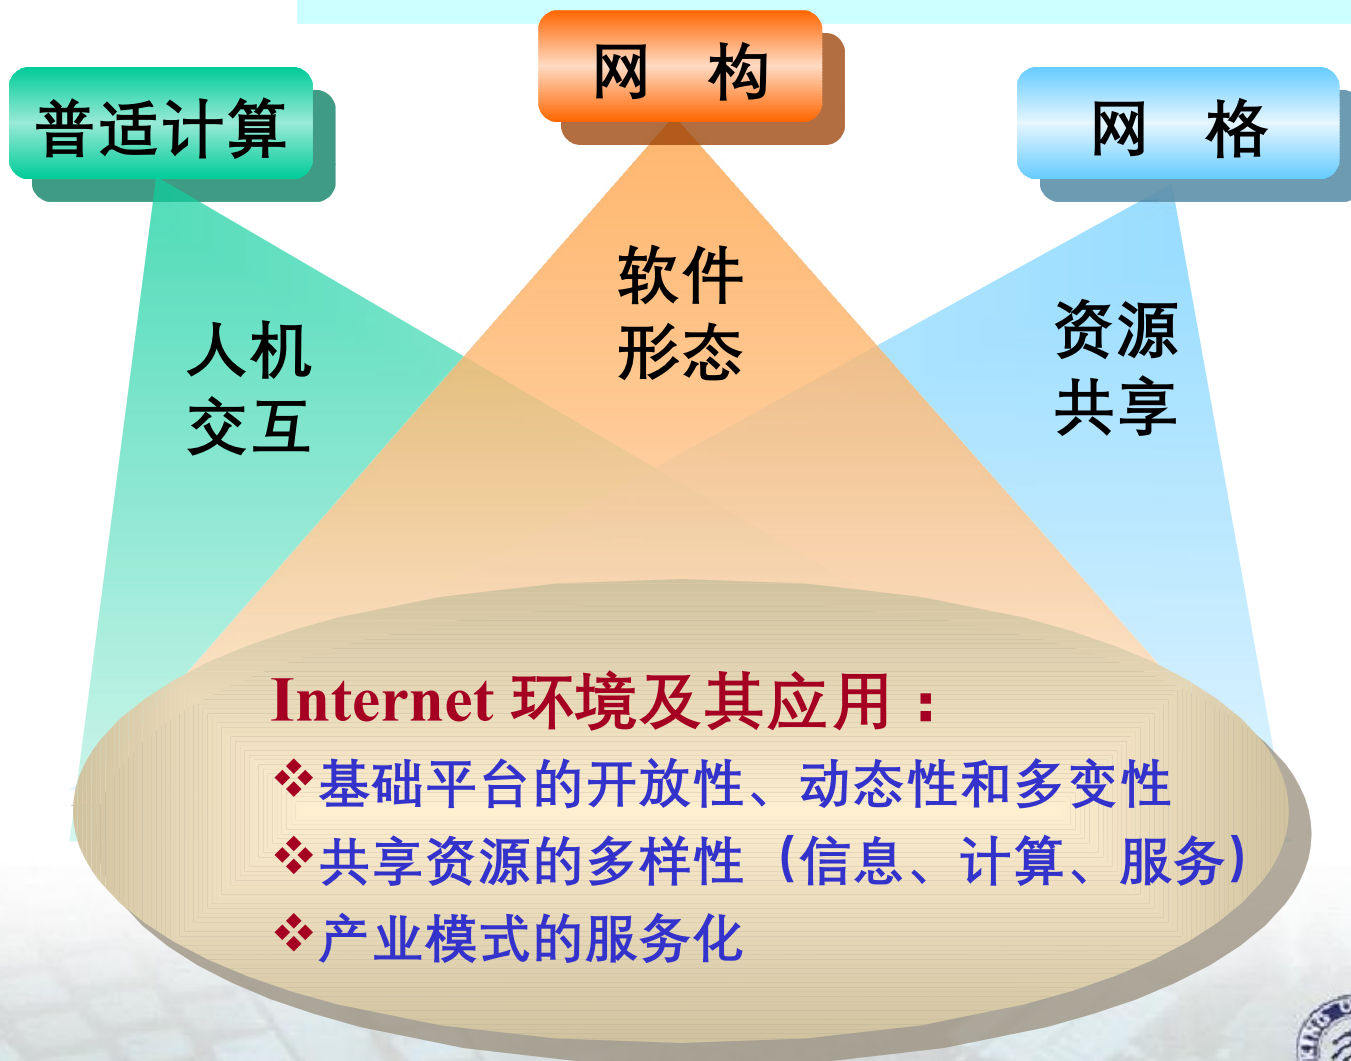 网 构
普适计算
网 格
软件
形态
人机
交互
资源
共享
Internet 环境及其应用：
❖基础平台的开放性、动态性和多变性
❖共享资源的多样性（信息、计算、服务）
❖产业模式的服务化